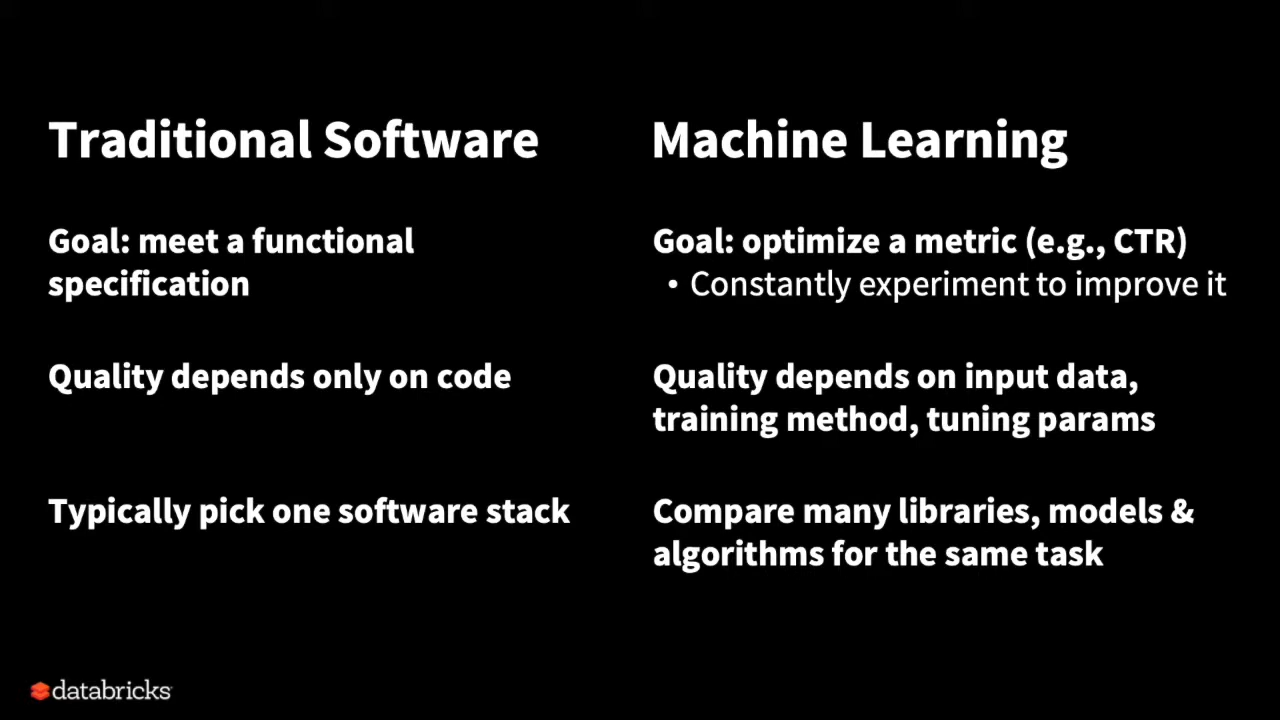 Traditional Software
Goal: meet a functional
specification
Quality depends only on code
Typically pick one software stack
Machine Learning
Goal: optimize a metric (e.g., CTR)
• Constantly experiment to improve it
Quality depends on input data,
training method, tuning params
Compare many libraries, models &
algorithms for the same task
databricks